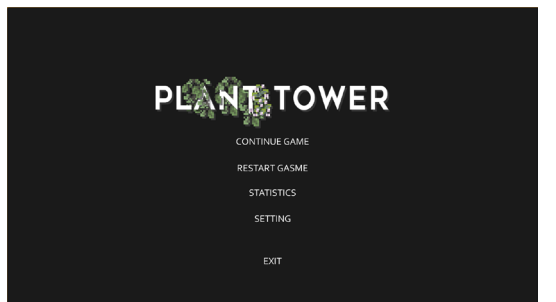 PLANT TOWER
CONTINUE GAME
RESTART GASME
STATISTICS
SETTING
EXIT